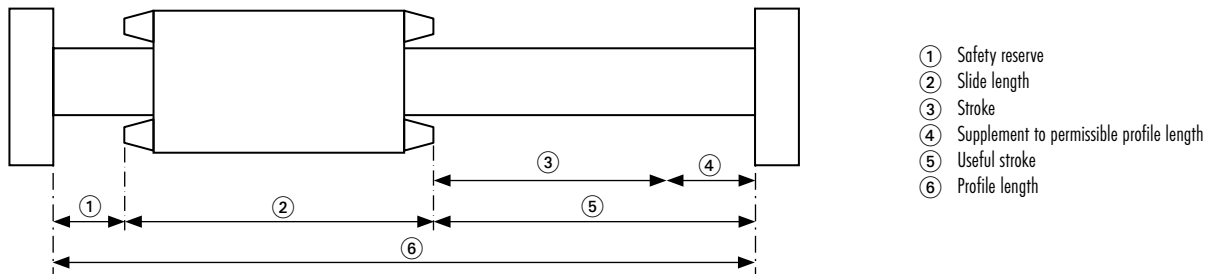 ① Safety reserve
② Slide length
③ Stroke
④ Supplement to permissible profile length
⑤ Useful stroke
⑥ Profile length
③
④
①
②
⑤
⑥